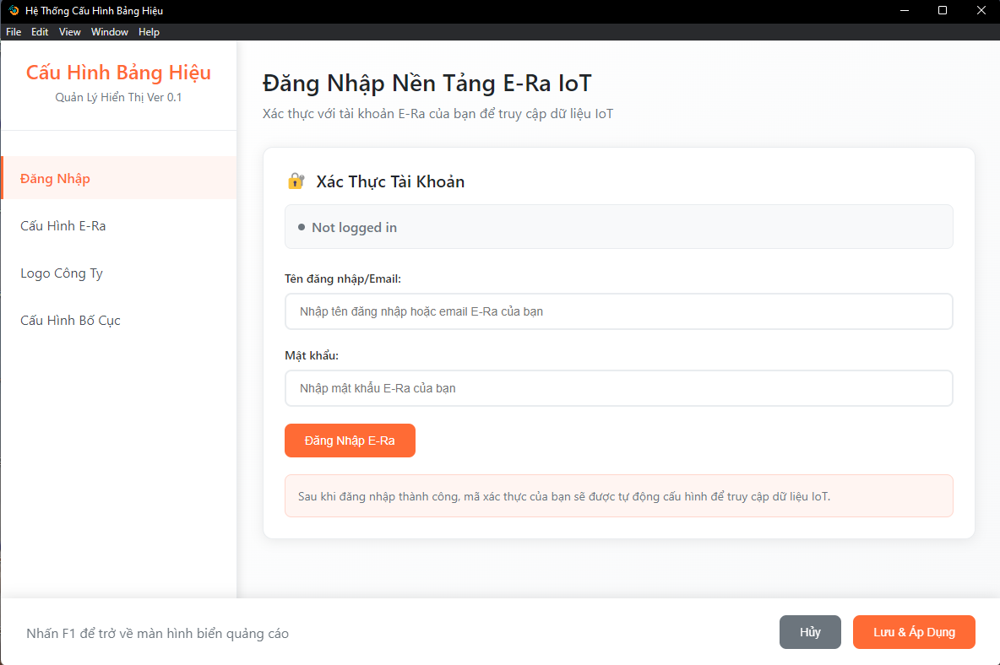 Hệ Thống Cấu Hình Bảng Hiệu
File Edit View Window Help
Cấu Hình Bảng Hiệu
Quản Lý Hiển Thị Ver 0.1
Đăng Nhập
Cấu Hình E-Ra
Logo Công Ty
Cấu Hình Bố Cục
Đăng Nhập Nền Tảng E-Ra IoT
Xác thực với tài khoản E-Ra của bạn để truy cập dữ liệu IoT
Xác Thực Tài Khoản
Not logged in
Tên đăng nhập/Email:
Nhập tên đăng nhập hoặc email E-Ra của bạn
Mật khẩu:
Nhập mật khẩu E-Ra của bạn
Đăng Nhập E-Ra
Sau khi đăng nhập thành công, mã xác thực của bạn sẽ được tự động cấu hình để truy cập dữ liệu IoT.
Nhấn F1 để trở về màn hình biển quảng cáo
Hủy
Lưu & Áp Dụng